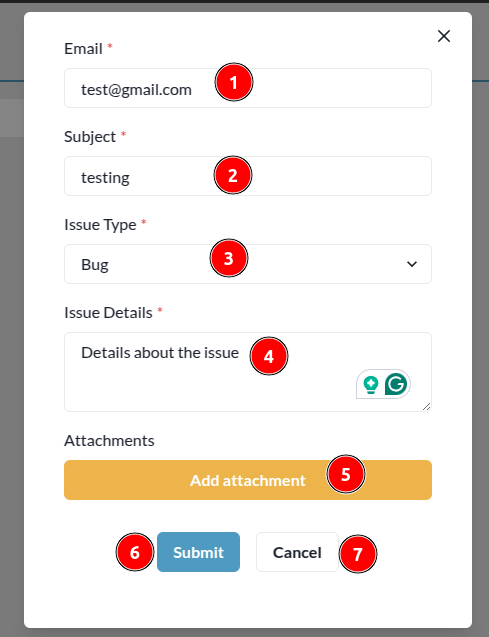 Email *
test@gmail.com 1
Subject *
testing 2
Issue Type *
Bug 3
Issue Details *
Details about the issue 4
Attachments
Add attachment 5
6 Submit Cancel 7